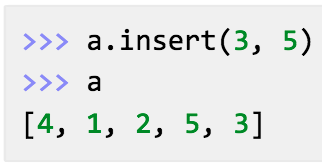 >>> a.insert(3, 5)
>>> a
[4, 1, 2, 5, 3]